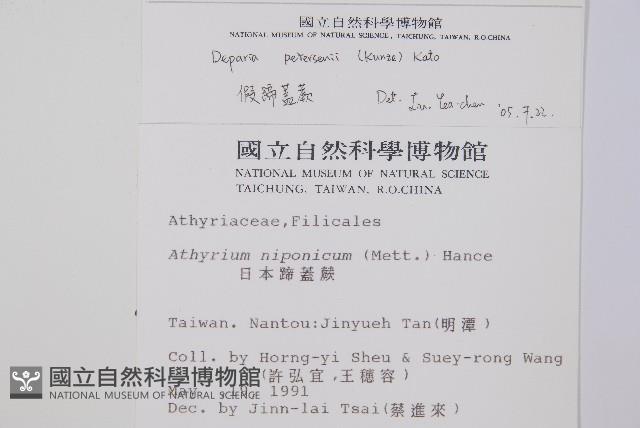 國立自然科學博物館
NATIONAL MUSEUM OF NATURAL SCIENCE, TAICHUNG, TAIWAN, R.O.CHINA
Deparia petersenii (Kunze) Kato
假蹄蓋蕨 Det. Yea-chen '05.7.22.
國立自然科學博物館
NATIONAL MUSEUM OF NATURAL SCIENCE
TAICHUNG, TAIWAN, R.O.CHINA
Athyriaceae,Filicales
Athyrium niponicum (Mett.) Hance
日本蹄蓋蕨
Taiwan. Nantou:Jinyueh Tan(明潭)
Coll. by Horng-yi Sheu & Suey-rong Wang
(許弘宜,王穗容)
May 1991
Dec. by Jinn-lai Tsai(蔡進來)
國立自然科學博物館
NATIONAL MUSEUM OF NATURAL SCIENCE